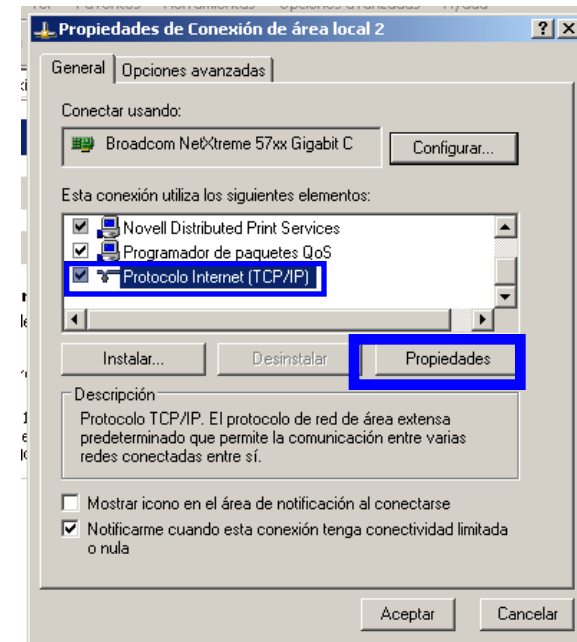 Propiedades de Conexión de área local 2
General
Opciones avanzadas
Conectar usando:
Broadcom NetXtreme 57xx Gigabit C
Configurar...
Esta conexión utiliza los siguientes elementos:
Novell Distributed Print Services
Programador de paquetes QoS
Protocolo Internet (TCP/IP)
Instalar...
Desinstalar
Propiedades
Descripción
Protocolo TCP/IP. El protocolo de red de área extensa
predeterminado que permite la comunicación entre varias
redes conectadas entre sí.
Mostrar icono en el área de notificación al conectarse
Notificarme cuando esta conexión tenga conectividad limitada
o nula
Aceptar
Cancelar